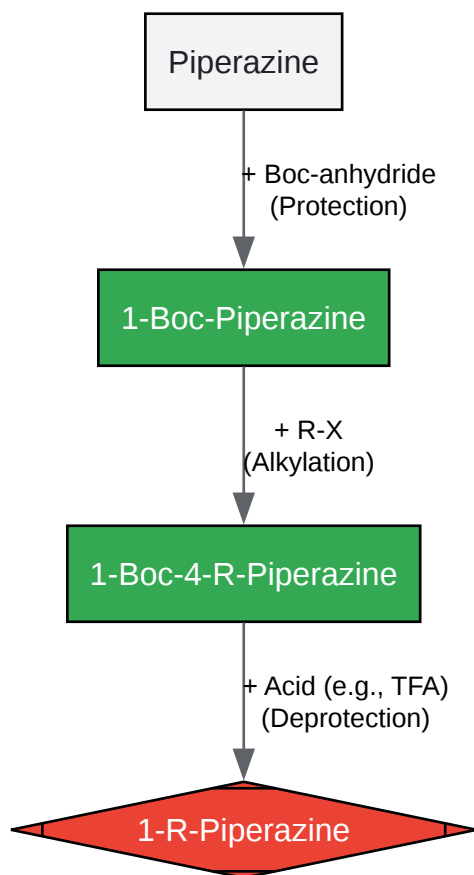 Piperazine
+ Boc-anhydride
(Protection)
1-Boc-Piperazine
+ R-X
(Alkylation)
1-Boc-4-R-Piperazine
+ Acid (e.g., TFA)
(Deprotection)
1-R-Piperazine